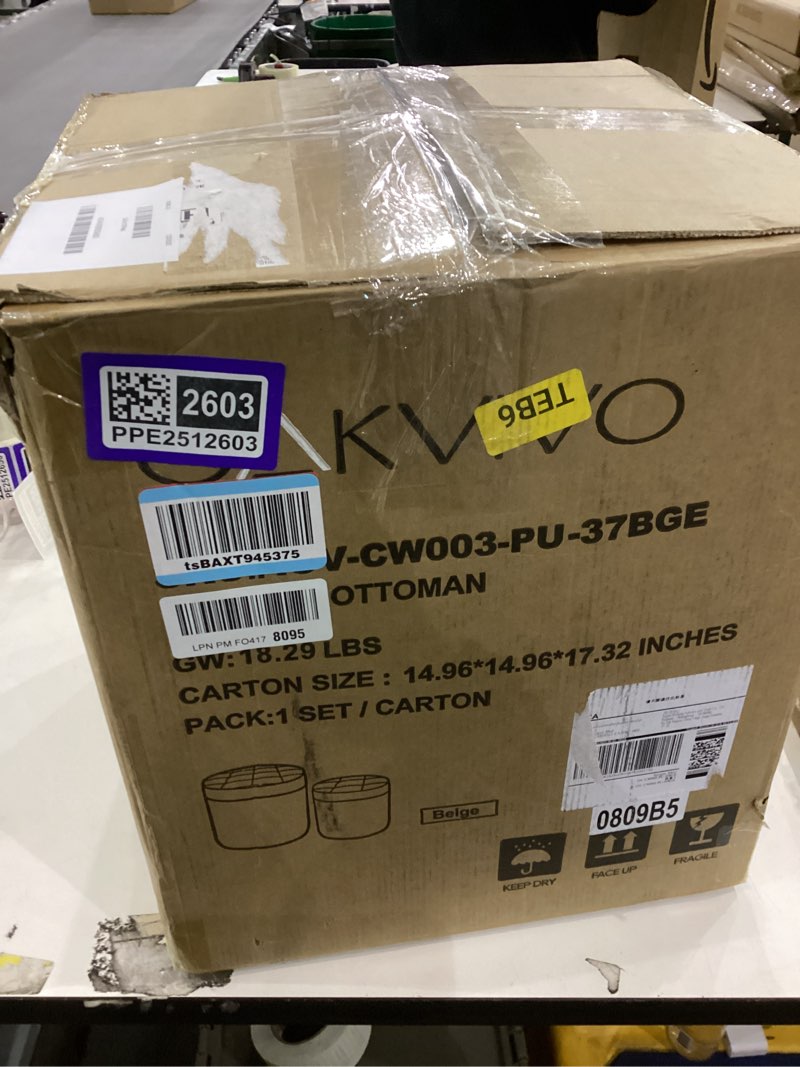 2603
PPE2512603
AKVIVO
TEB6
tsBAXT945375
V-CW003-PU-37BGE
OTTOMAN
LPN PM FO417 8095
GW: 18.29 LBS
CARTON SIZE : 14.96*14.96*17.32 INCHES
PACK:1 SET / CARTON
Beige
A
0809B5
KEEP DRY
FACE UP
FRAGILE